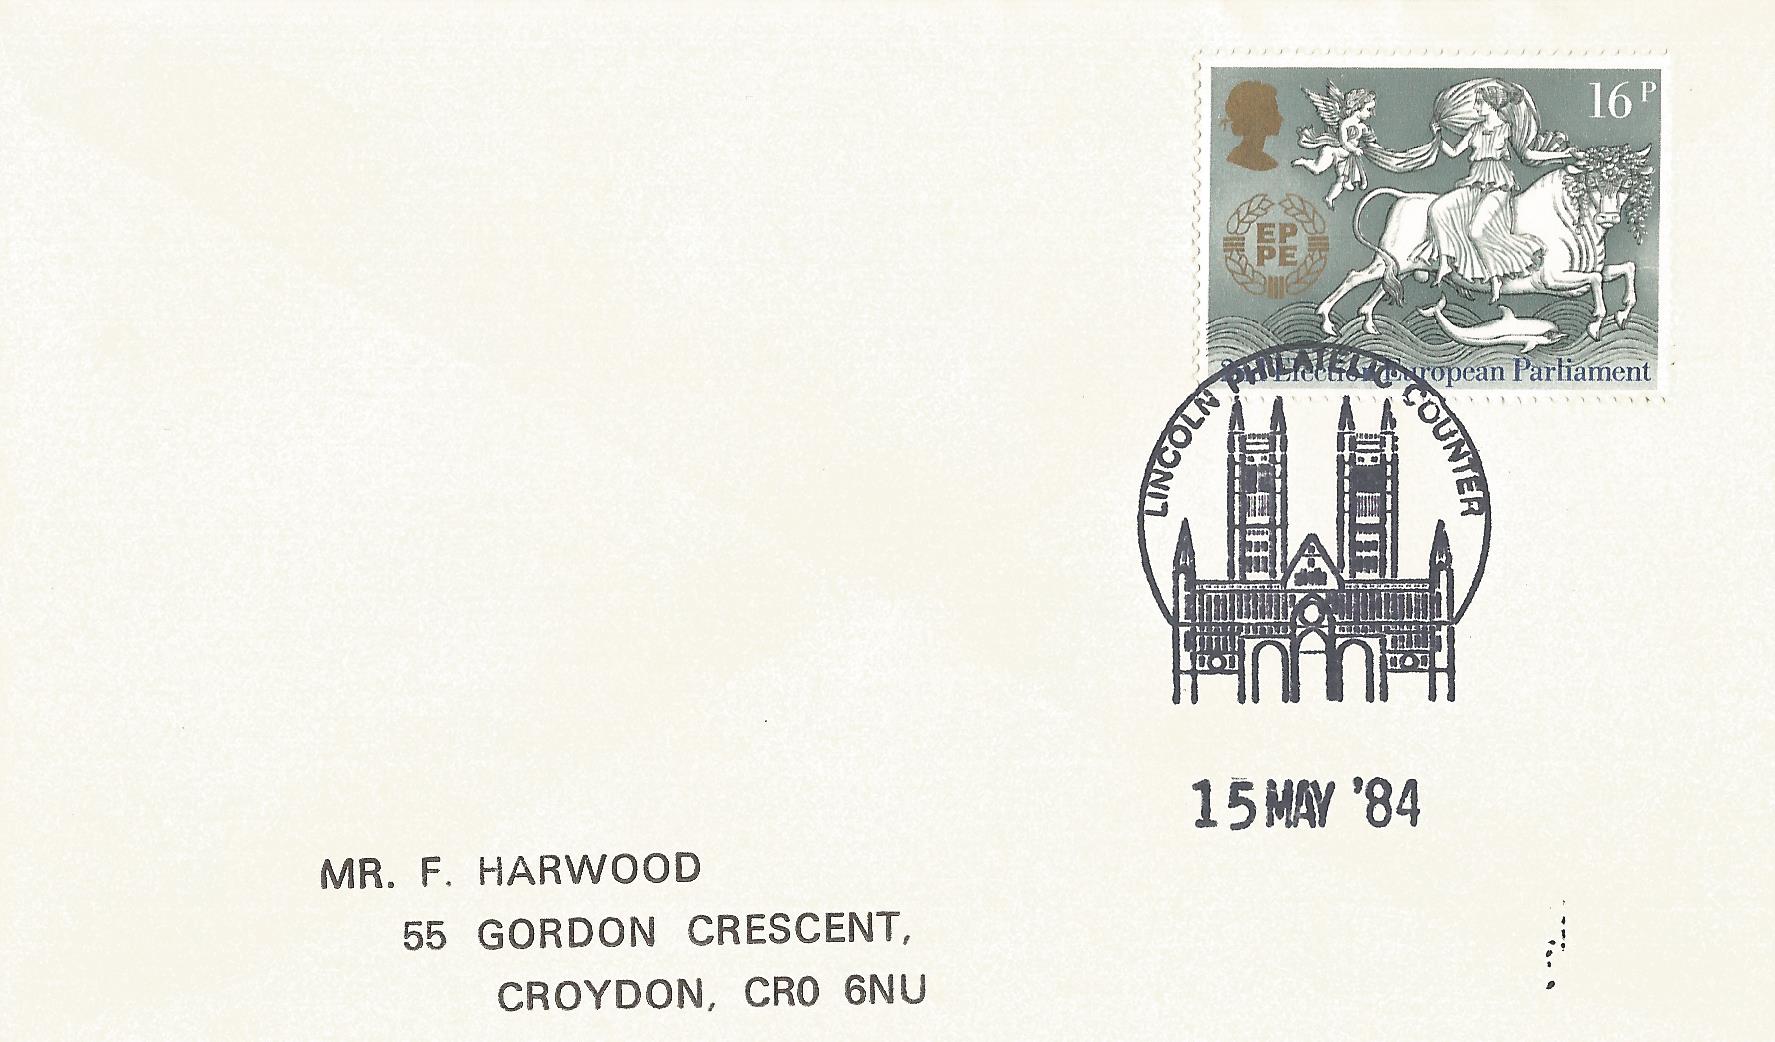 16P
EP
PE
Election European Parliament
LINCOLN PHILATELIC COUNTER
15 MAY '84
MR. F. HARWOOD
55 GORDON CRESCENT,
CROYDON, CR0 6NU